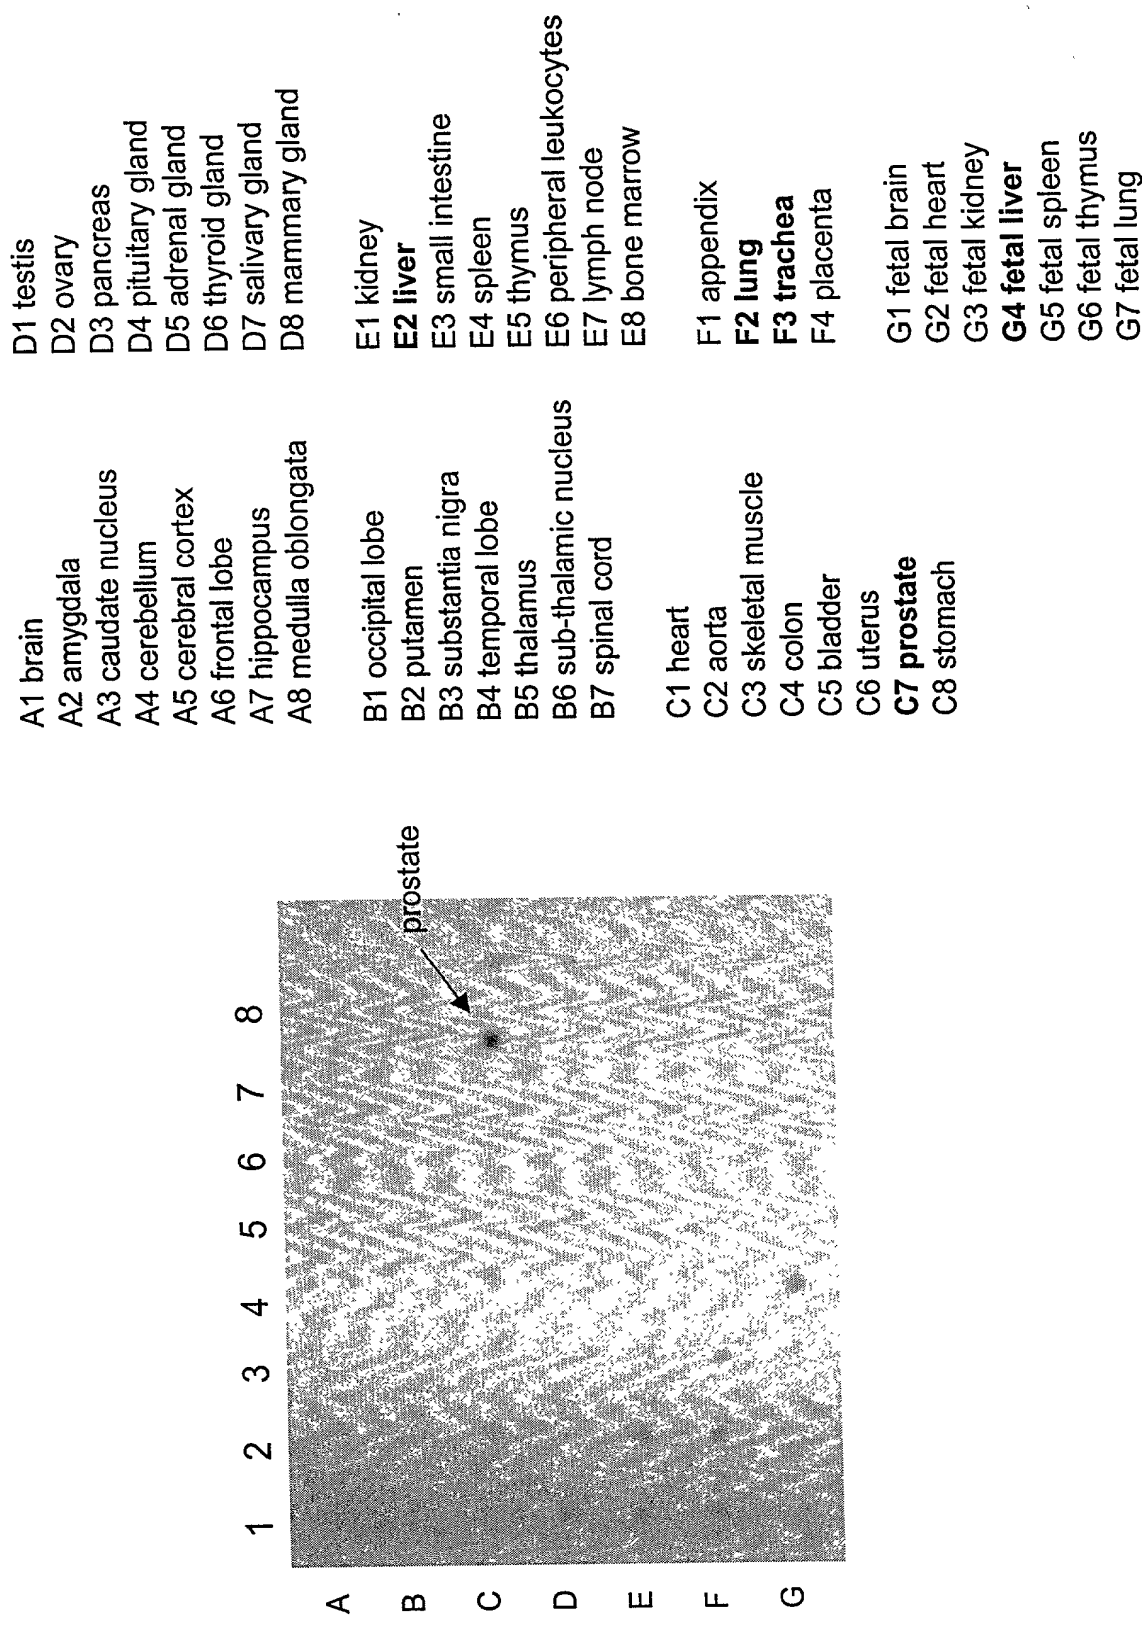 1 2 3 4 5 6 7 8
A
B
C
D
E
F
G
prostate
A1 brain
A2 amygdala
A3 caudate nucleus
A4 cerebellum
A5 cerebral cortex
A6 frontal lobe
A7 hippocampus
A8 medulla oblongata
B1 occipital lobe
B2 putamen
B3 substantia nigra
B4 temporal lobe
B5 thalamus
B6 sub-thalamic nucleus
B7 spinal cord
C1 heart
C2 aorta
C3 skeletal muscle
C4 colon
C5 bladder
C6 uterus
C7 prostate
C8 stomach
D1 testis
D2 ovary
D3 pancreas
D4 pituitary gland
D5 adrenal gland
D6 thyroid gland
D7 salivary gland
D8 mammary gland
E1 kidney
E2 liver
E3 small intestine
E4 spleen
E5 thymus
E6 peripheral leukocytes
E7 lymph node
E8 bone marrow
F1 appendix
F2 lung
F3 trachea
F4 placenta
G1 fetal brain
G2 fetal heart
G3 fetal kidney
G4 fetal liver
G5 fetal spleen
G6 fetal thymus
G7 fetal lung